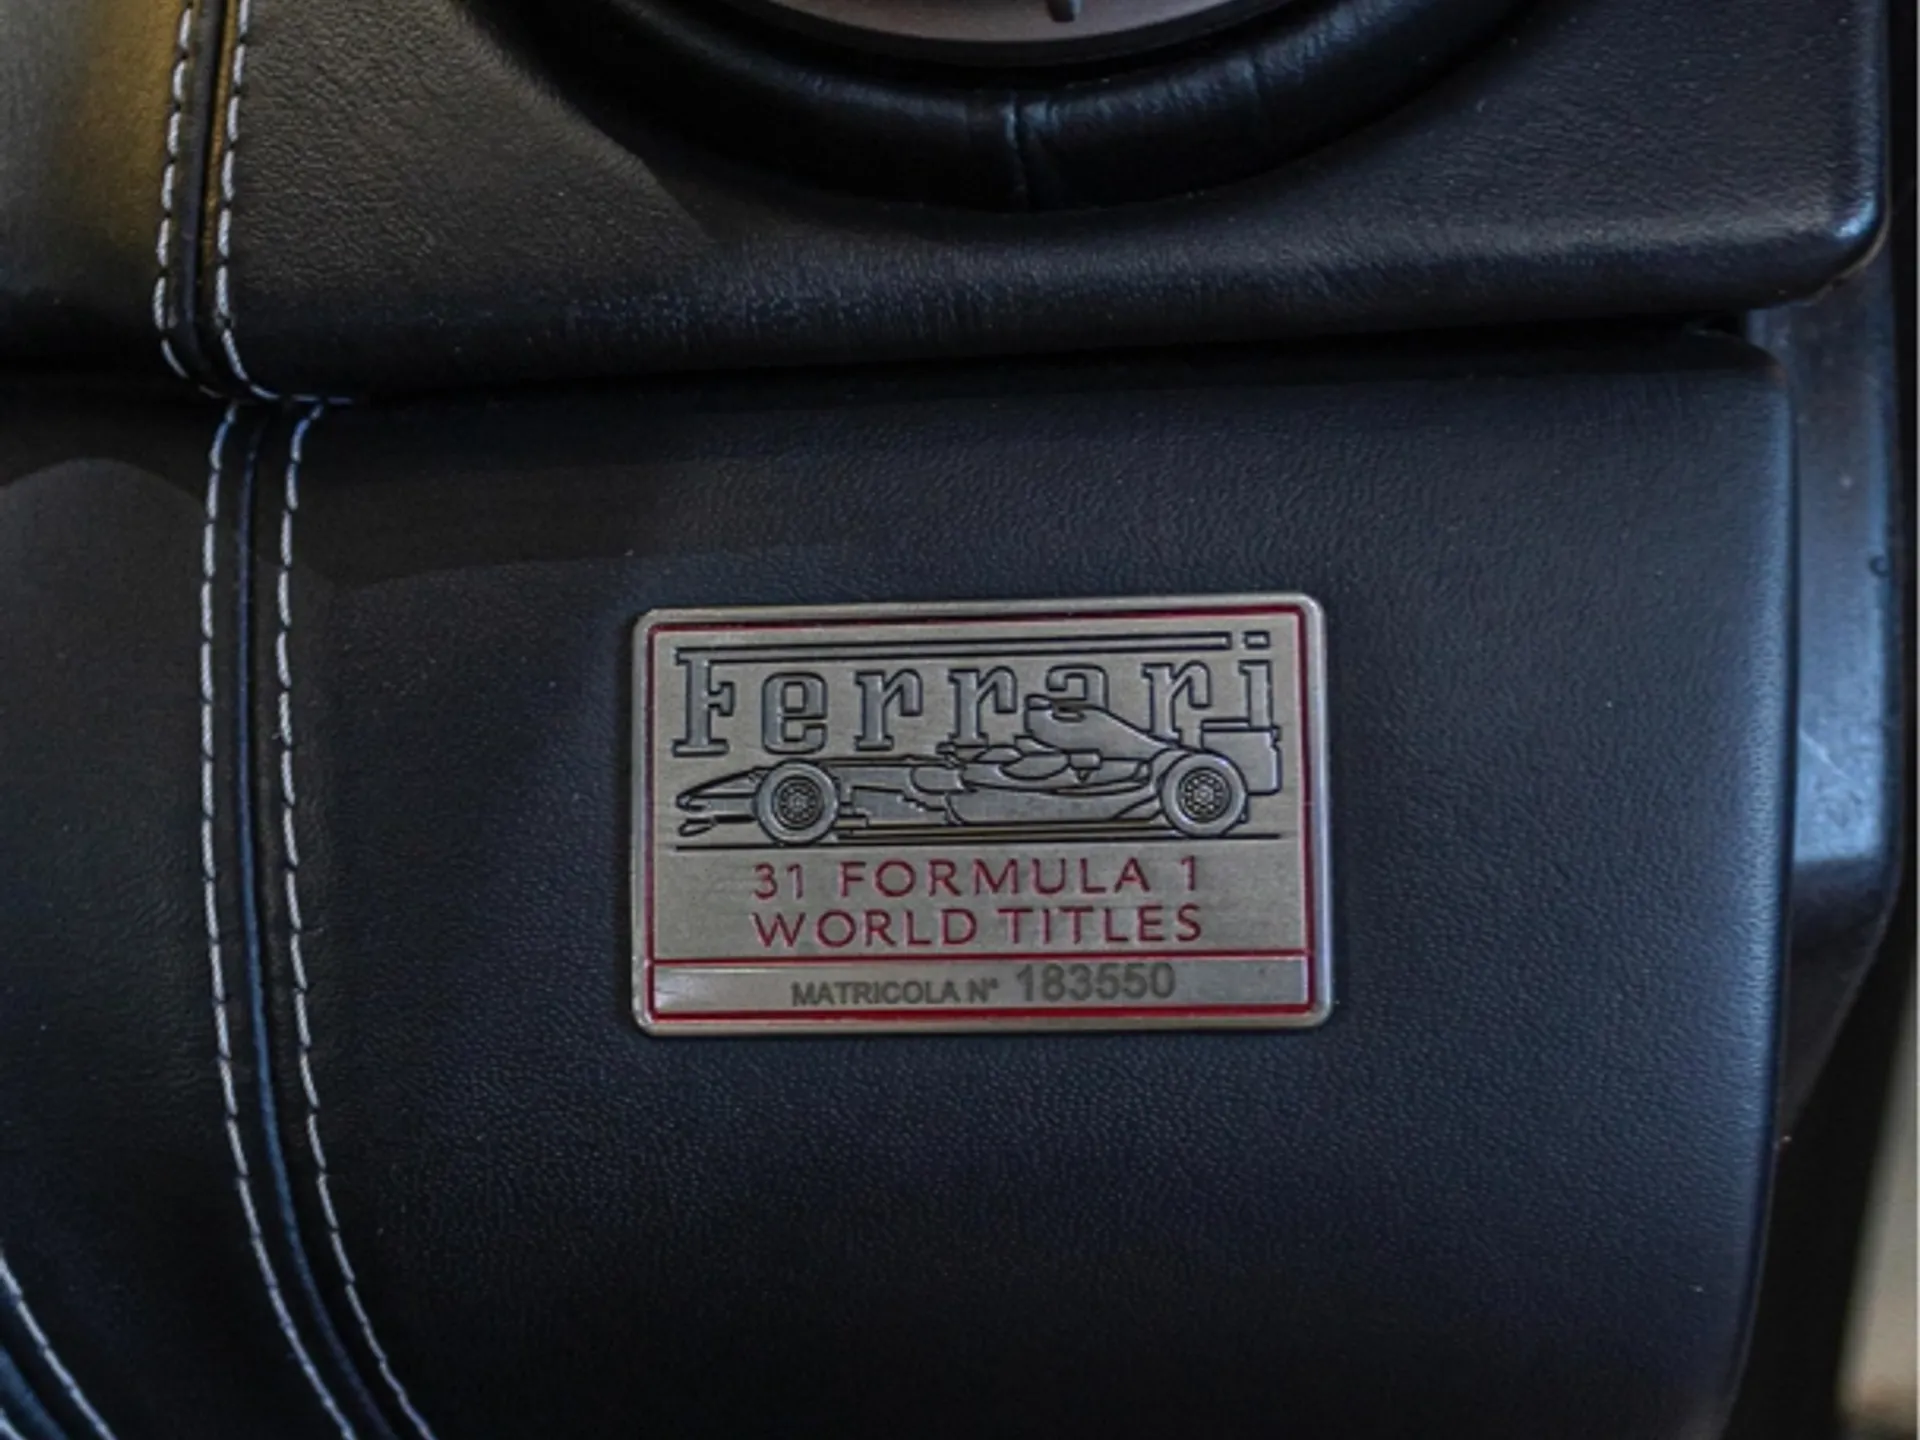 Ferrari
31 FORMULA 1
WORLD TITLES
MATRICOLA N° 183550